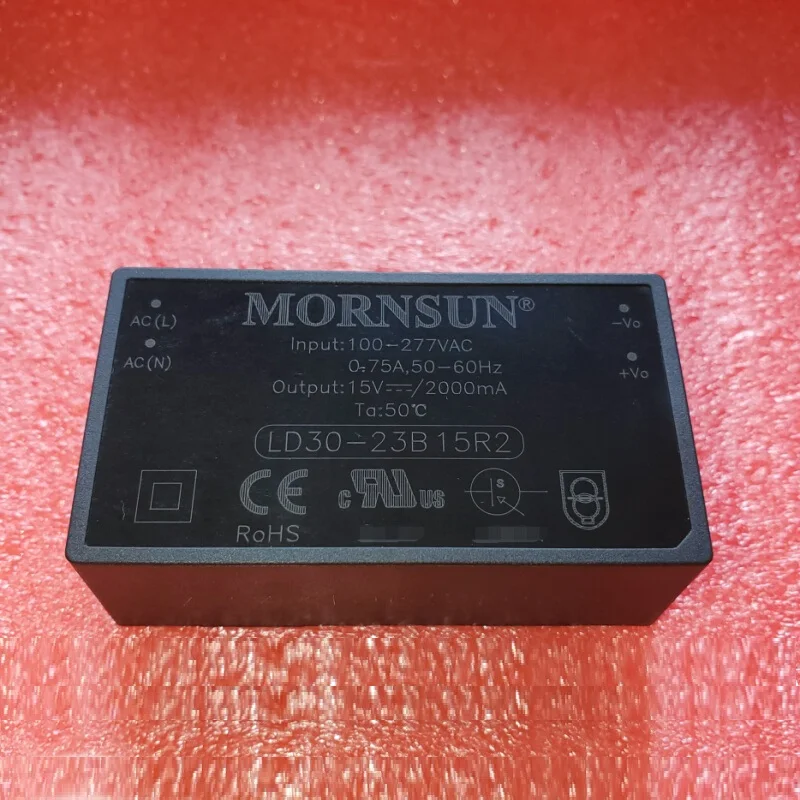 MORNSUN®
AC(L)
AC(N)
Input:100-277VAC
0.75A,50-60Hz
Output:15V⎓/2000mA
Ta:50℃
-Vo
+Vo
LD30-23B15R2
CE
RoHS
c RU US
S